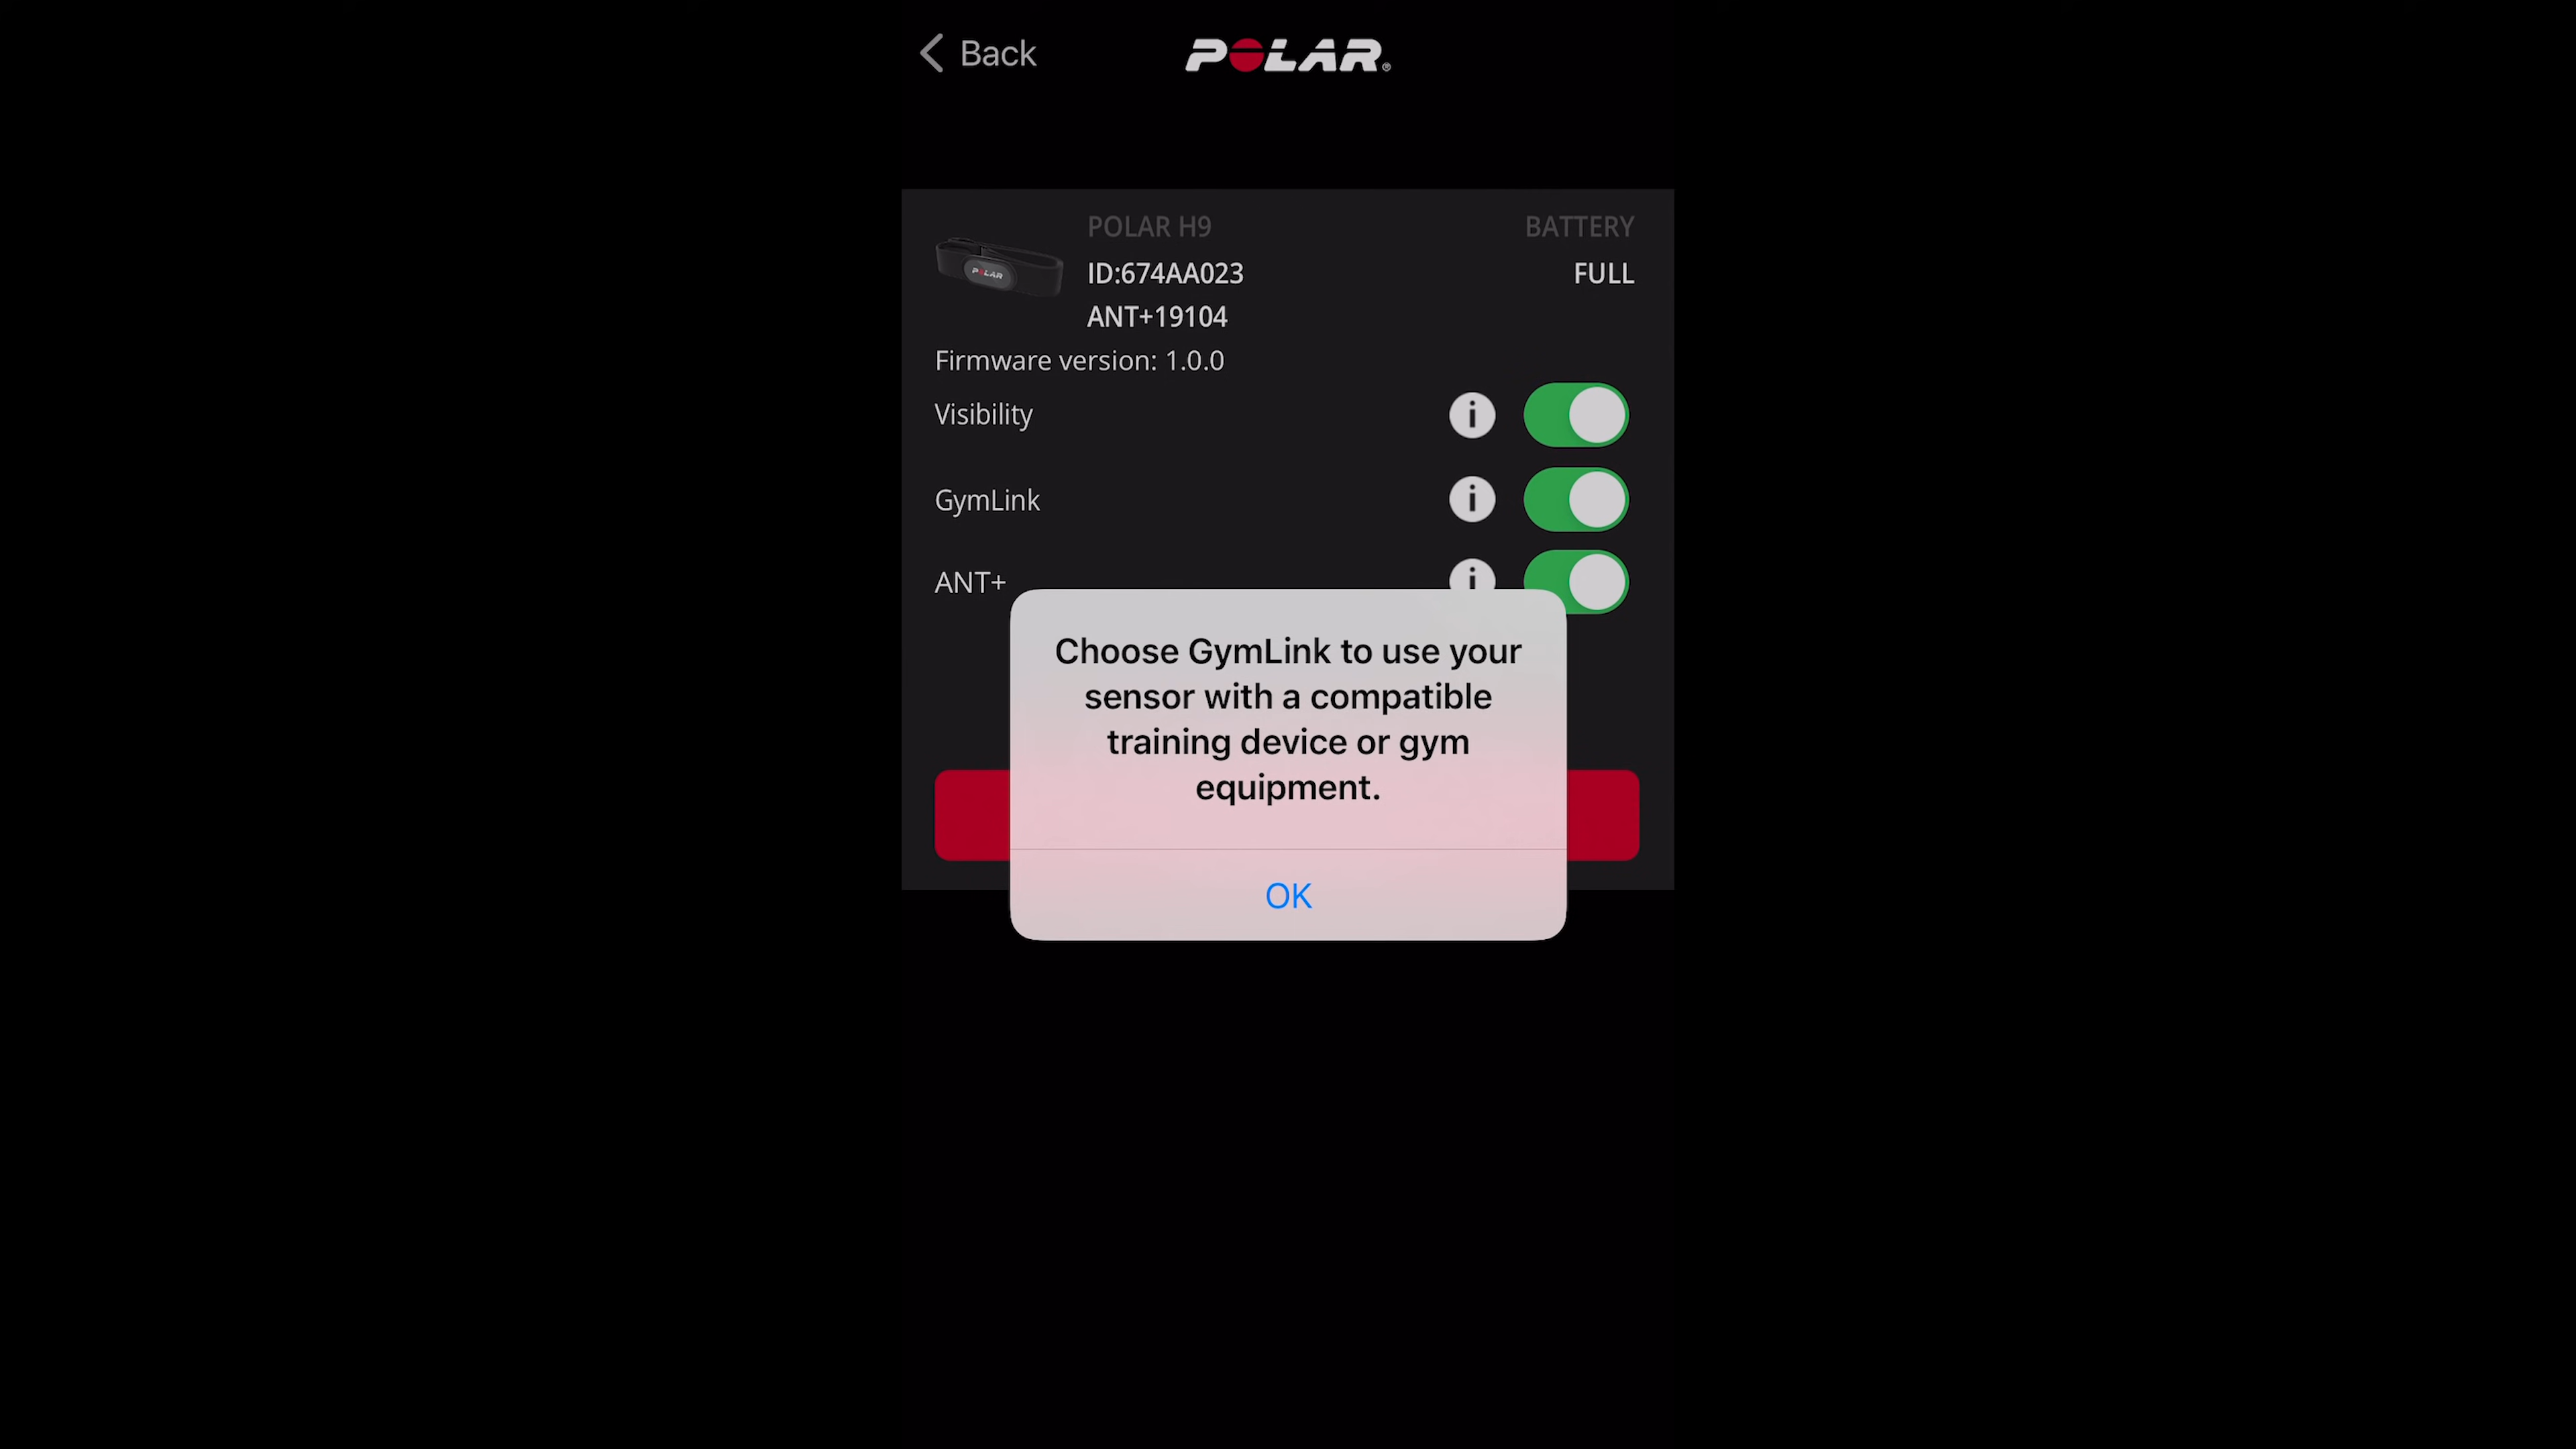 Back
POLAR
POLAR H9
BATTERY
POLAR
ID:674AA023
FULL
ANT+19104
Firmware version: 1.0.0
Visibility
i
GymLink
i
ANT+
i
Choose GymLink to use your
sensor with a compatible
training device or gym
equipment.
OK